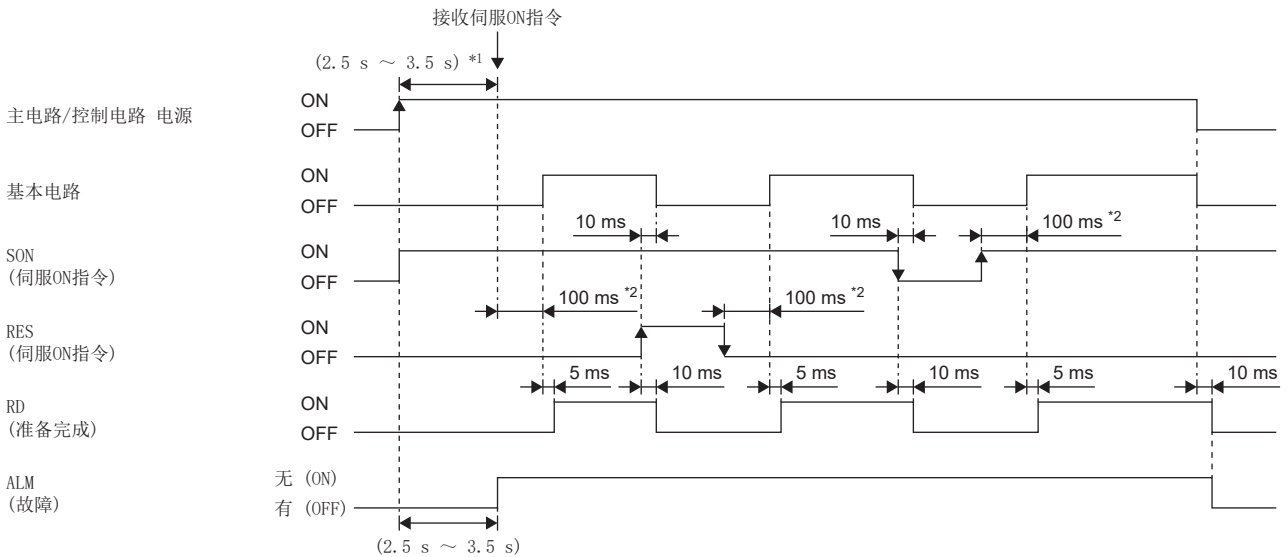 接收伺服ON指令
(2.5 s ～ 3.5 s) *1
主电路/控制电路 电源
ON
OFF
基本电路
ON
OFF
10 ms
10 ms
100 ms *2
SON
(伺服ON指令)
ON
OFF
100 ms *2
100 ms *2
RES
(伺服ON指令)
ON
OFF
5 ms
10 ms
5 ms
10 ms
5 ms
10 ms
RD
(准备完成)
ON
OFF
ALM
(故障)
无 (ON)
有 (OFF)
(2.5 s ～ 3.5 s)